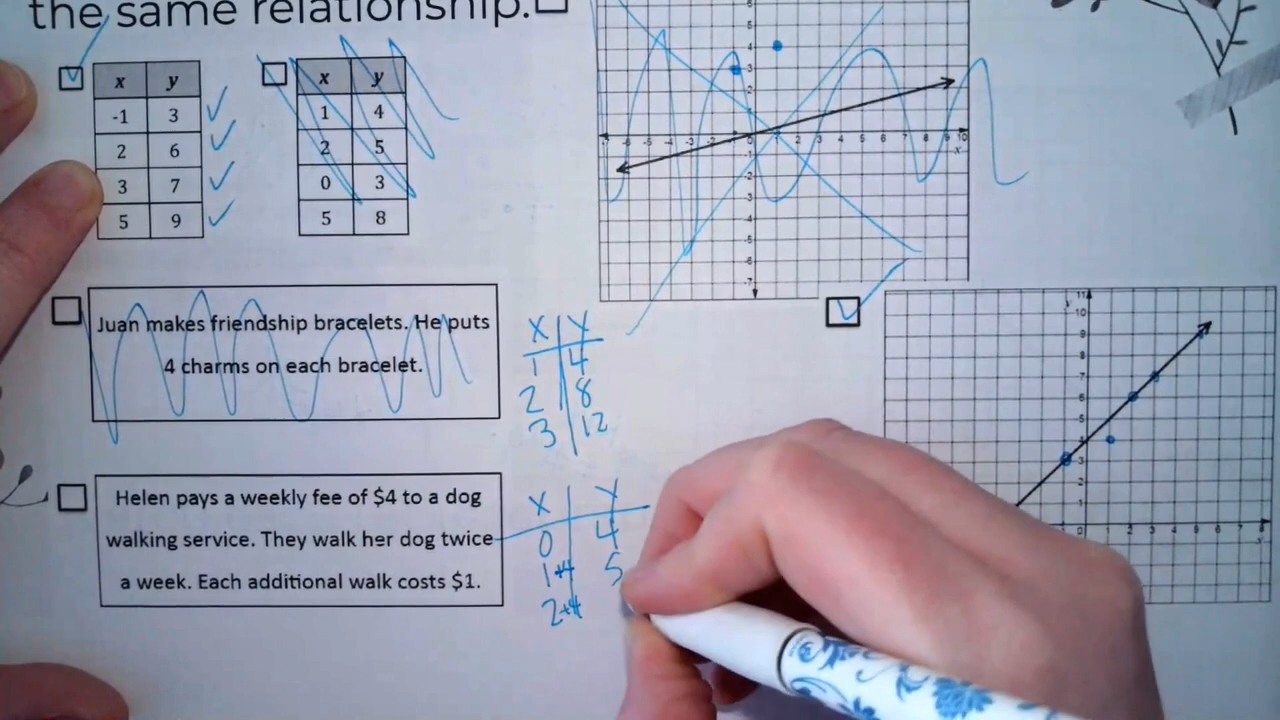 the same relationship.
x y
-1 3
2 6
3 7
5 9
x y
1 4
2 5
0 3
5 8
Juan makes friendship bracelets. He puts
4 charms on each bracelet.
X Y
1 4
2 8
3 12
Helen pays a weekly fee of $4 to a dog
walking service. They walk her dog twice
a week. Each additional walk costs $1.
X Y
0 4
1+4 5
2+4